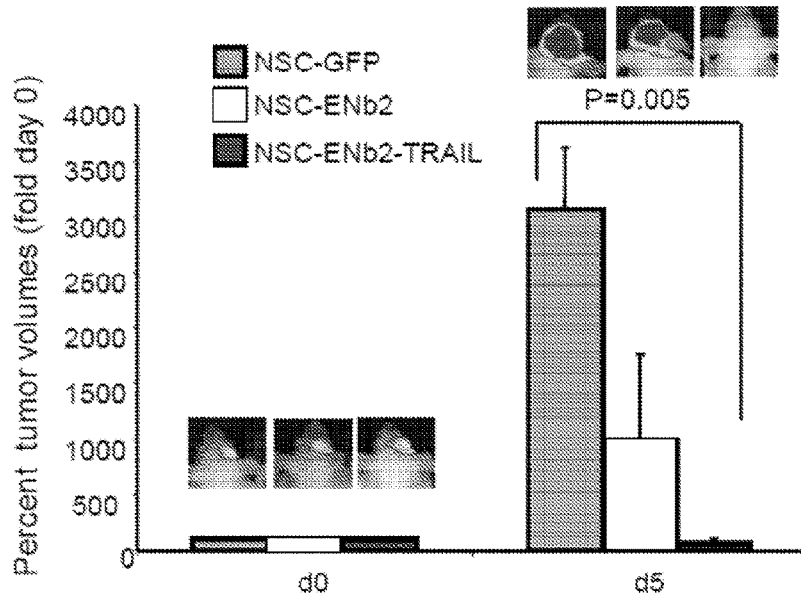 NSC-GFP
NSC-ENb2
NSC-ENb2-TRAIL
P=0.005
Percent tumor volumes (fold day 0)
4000
3500
3000
2500
2000
1500
1000
500
0
d0
d5